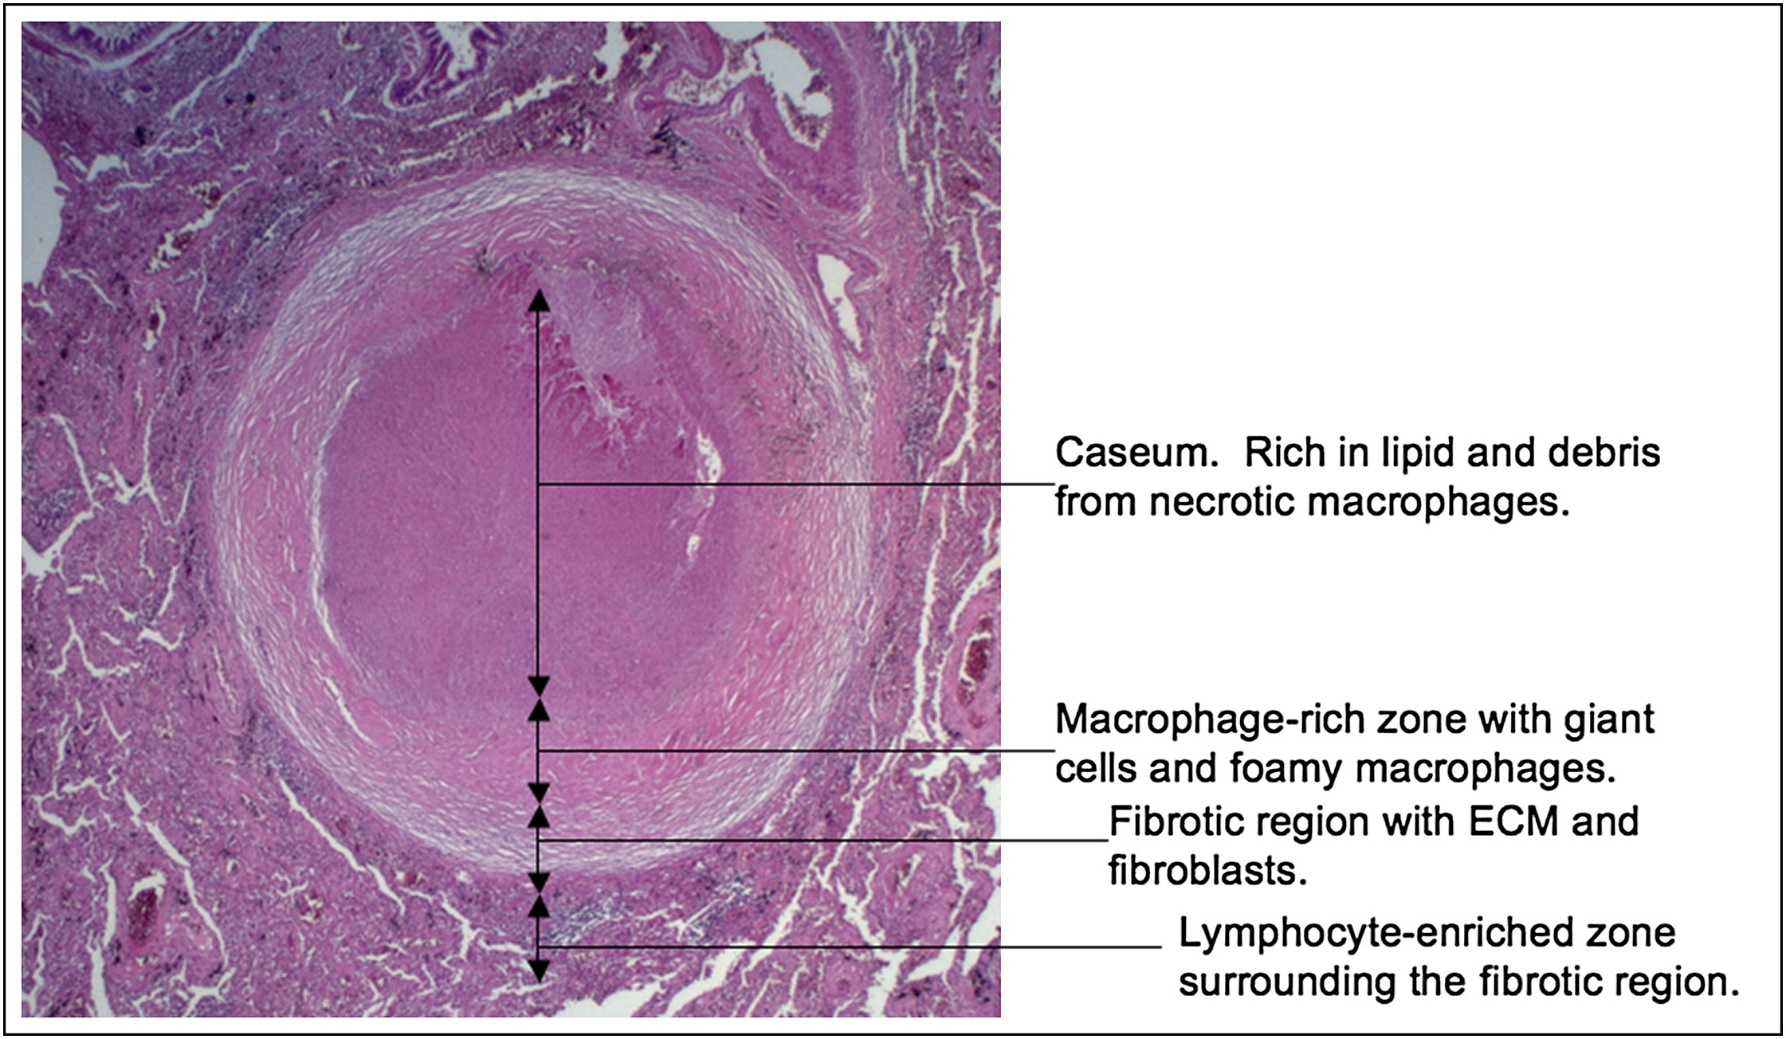 Caseum.  Rich in lipid and debris
from necrotic macrophages.
Macrophage-rich zone with giant
cells and foamy macrophages.
Fibrotic region with ECM and
fibroblasts.
Lymphocyte-enriched zone
surrounding the fibrotic region.